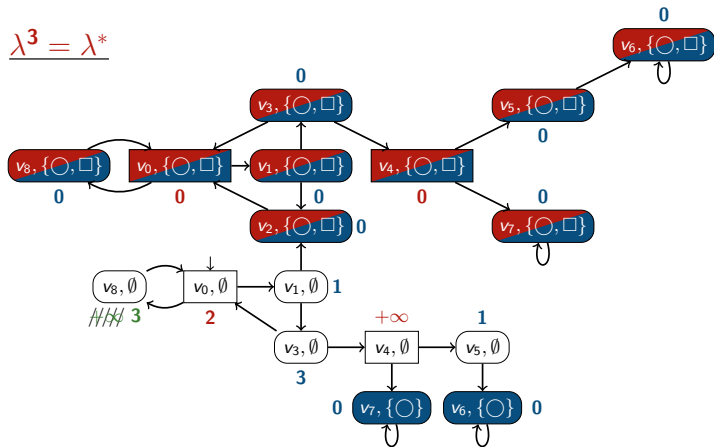 λ³ = λ*
0
v₆, {○, □}
0
v₃, {○, □}
v₅, {○, □}
0
v₈, {○, □}
v₀, {○, □}
v₁, {○, □}
v₄, {○, □}
0
0
0
0
0
v₂, {○, □} 0
v₇, {○, □}
v₈, ∅
v₀, ∅
v₁, ∅ 1
+∞ 3
2
+∞
1
v₃, ∅
v₄, ∅
v₅, ∅
3
0 v₇, {○}
v₆, {○} 0